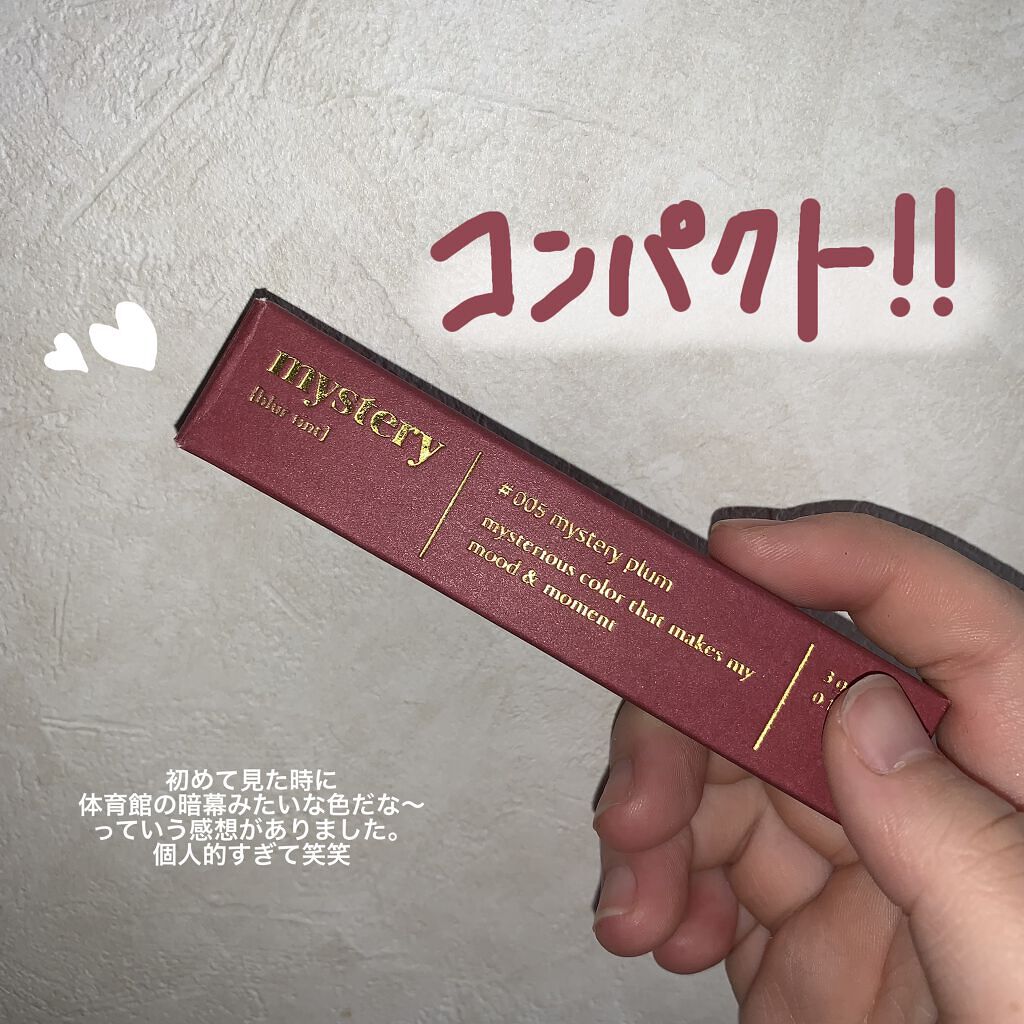 コンパクト!!
mystery
[blur tint]
# 005 mystery plum
mysterious color that makes my
mood & moment
初めて見た時に
体育館の暗幕みたいな色だな〜
っていう感想がありました。
個人的すぎて笑笑